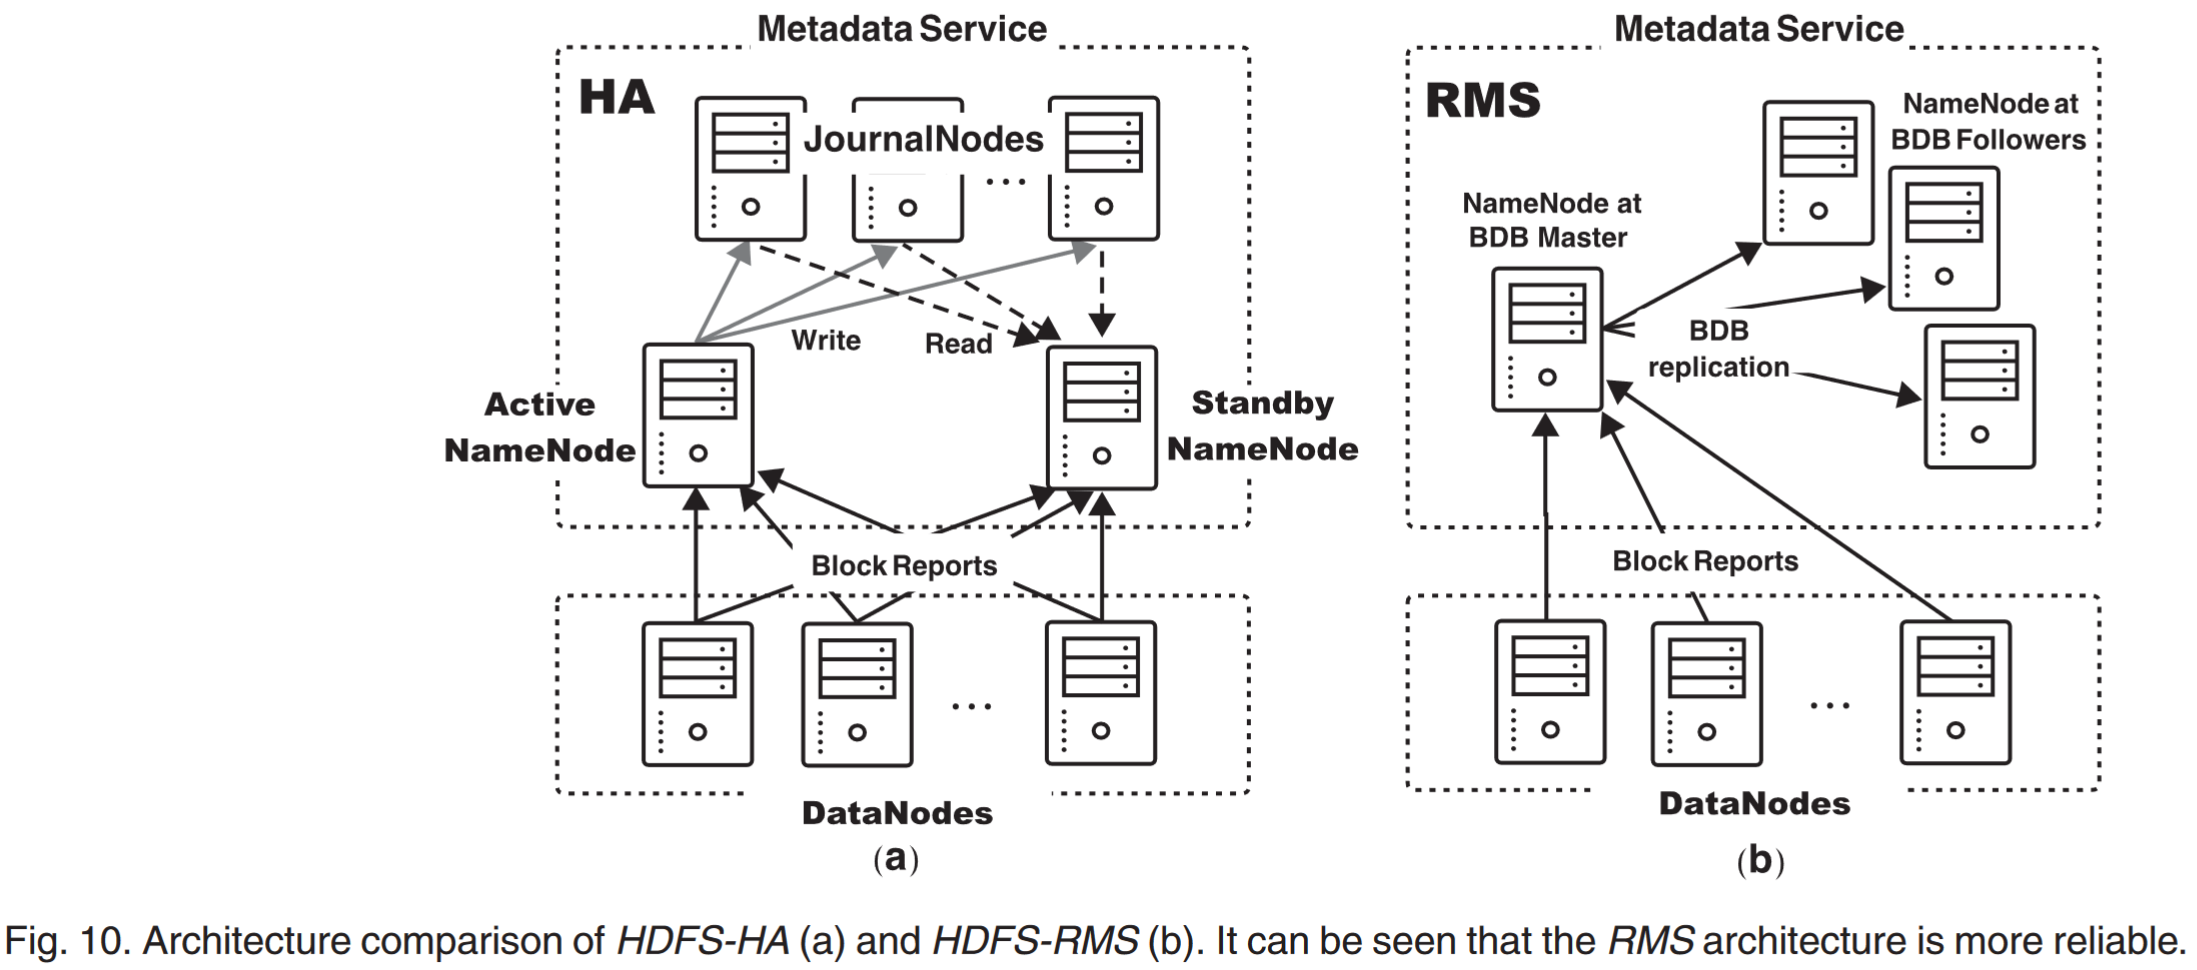 Metadata Service
HA
JournalNodes
...
Write
Read
Active
NameNode
Standby
NameNode
Block Reports
...
DataNodes
(a)
Metadata Service
RMS
NameNode at
BDB Followers
NameNode at
BDB Master
BDB
replication
Block Reports
...
DataNodes
(b)
Fig. 10. Architecture comparison of HDFS-HA (a) and HDFS-RMS (b). It can be seen that the RMS architecture is more reliable.